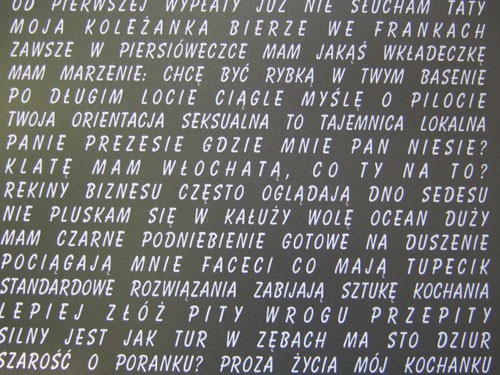 OD PIERWSZEJ WYPŁATY JUŻ NIE SŁUCHAM TATY
MOJA KOLEŻANKA BIERZE WE FRANKACH
ZAWSZE W PIERSIÓWECZCE MAM JAKĄŚ WKŁADECZKĘ
MAM MARZENIE: CHCĘ BYĆ RYBKĄ W TWYM BASENIE
PO DŁUGIM LOCIE CIĄGLE MYŚLĘ O PILOCIE
TWOJA ORIENTACJA SEKSUALNA TO TAJEMNICA LOKALNA
PANIE PREZESIE GDZIE MNIE PAN NIESIE?
KLATĘ MAM WŁOCHATĄ, CO TY NA TO?
REKINY BIZNESU CZĘSTO OGLĄDAJĄ DNO SEDESU
NIE PLUSKAM SIĘ W KAŁUŻY WOLĘ OCEAN DUŻY
MAM CZARNE PODNIEBIENIE GOTOWE NA DUSZENIE
POCIĄGAJĄ MNIE FACECI CO MAJĄ TUPECIK
STANDARDOWE ROZWIĄZANIA ZABIJAJĄ SZTUKĘ KOCHANIA
LEPIEJ ZŁÓŻ PITY WROGU PRZEPITY
SILNY JEST JAK TUR W ZĘBACH MA STO DZIUR
SZAROŚĆ O PORANKU? PROZA ŻYCIA MÓJ KOCHANKU